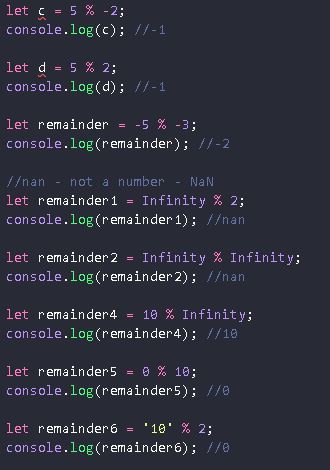 let c = 5 % -2;
console.log(c); //-1
let d = 5 % 2;
console.log(d); //-1
let remainder = -5 % -3;
console.log(remainder); //-2
//nan - not a number - NaN
let remainder1 = Infinity % 2;
console.log(remainder1); //nan
let remainder2 = Infinity % Infinity;
console.log(remainder2); //nan
let remainder4 = 10 % Infinity;
console.log(remainder4); //10
let remainder5 = 0 % 10;
console.log(remainder5); //0
let remainder6 = '10' % 2;
console.log(remainder6); //0